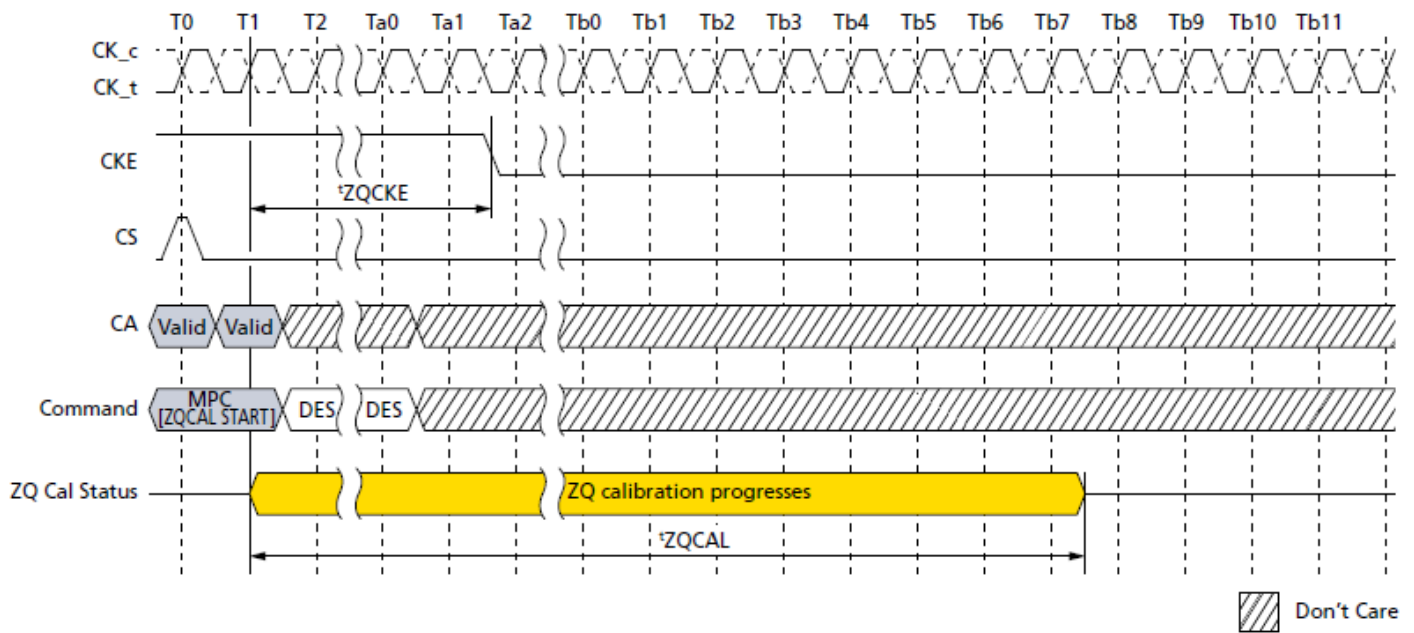 T0 T1 T2 Ta0 Ta1 Ta2 Tb0 Tb1 Tb2 Tb3 Tb4 Tb5 Tb6 Tb7 Tb8 Tb9 Tb10 Tb11
CK_c
CK_t
CKE
tZQCKE
CS
CA Valid Valid
Command MPC
[ZQCAL START] DES DES
ZQ Cal Status ZQ calibration progresses
tZQCAL
Don't Care